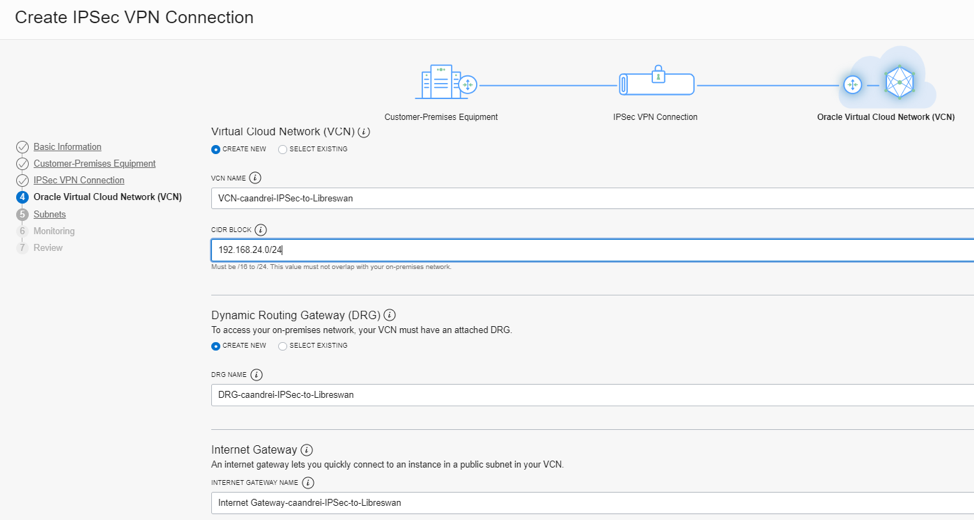 Create IPSec VPN Connection
Customer-Premises Equipment
IPSec VPN Connection
Oracle Virtual Cloud Network (VCN)
Basic Information
Customer-Premises Equipment
IPSec VPN Connection
4 Oracle Virtual Cloud Network (VCN)
5 Subnets
6 Monitoring
7 Review
Virtual Cloud Network (VCN) i
CREATE NEW SELECT EXISTING
VCN NAME i
VCN-caandrei-IPSec-to-Libreswan
CIDR BLOCK i
192.168.24.0/24
Must be /16 to /24. This value must not overlap with your on-premises network.
Dynamic Routing Gateway (DRG) i
To access your on-premises network, your VCN must have an attached DRG.
CREATE NEW SELECT EXISTING
DRG NAME i
DRG-caandrei-IPSec-to-Libreswan
Internet Gateway i
An internet gateway lets you quickly connect to an instance in a public subnet in your VCN.
INTERNET GATEWAY NAME i
Internet Gateway-caandrei-IPSec-to-Libreswan